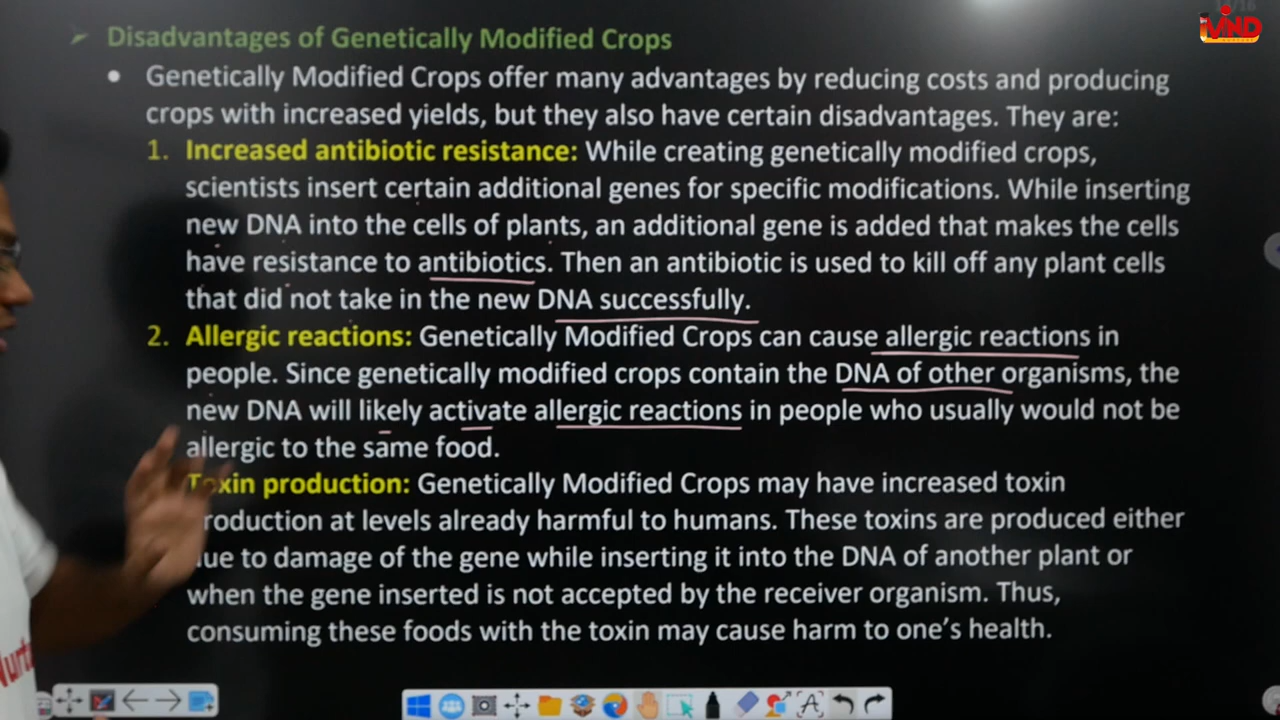 Disadvantages of Genetically Modified Crops
Genetically Modified Crops offer many advantages by reducing costs and producing
crops with increased yields, but they also have certain disadvantages. They are:
1. Increased antibiotic resistance: While creating genetically modified crops,
scientists insert certain additional genes for specific modifications. While inserting
new DNA into the cells of plants, an additional gene is added that makes the cells
have resistance to antibiotics. Then an antibiotic is used to kill off any plant cells
that did not take in the new DNA successfully.
2. Allergic reactions: Genetically Modified Crops can cause allergic reactions in
people. Since genetically modified crops contain the DNA of other organisms, the
new DNA will likely activate allergic reactions in people who usually would not be
allergic to the same food.
Toxin production: Genetically Modified Crops may have increased toxin
production at levels already harmful to humans. These toxins are produced either
due to damage of the gene while inserting it into the DNA of another plant or
when the gene inserted is not accepted by the receiver organism. Thus,
consuming these foods with the toxin may cause harm to one's health.